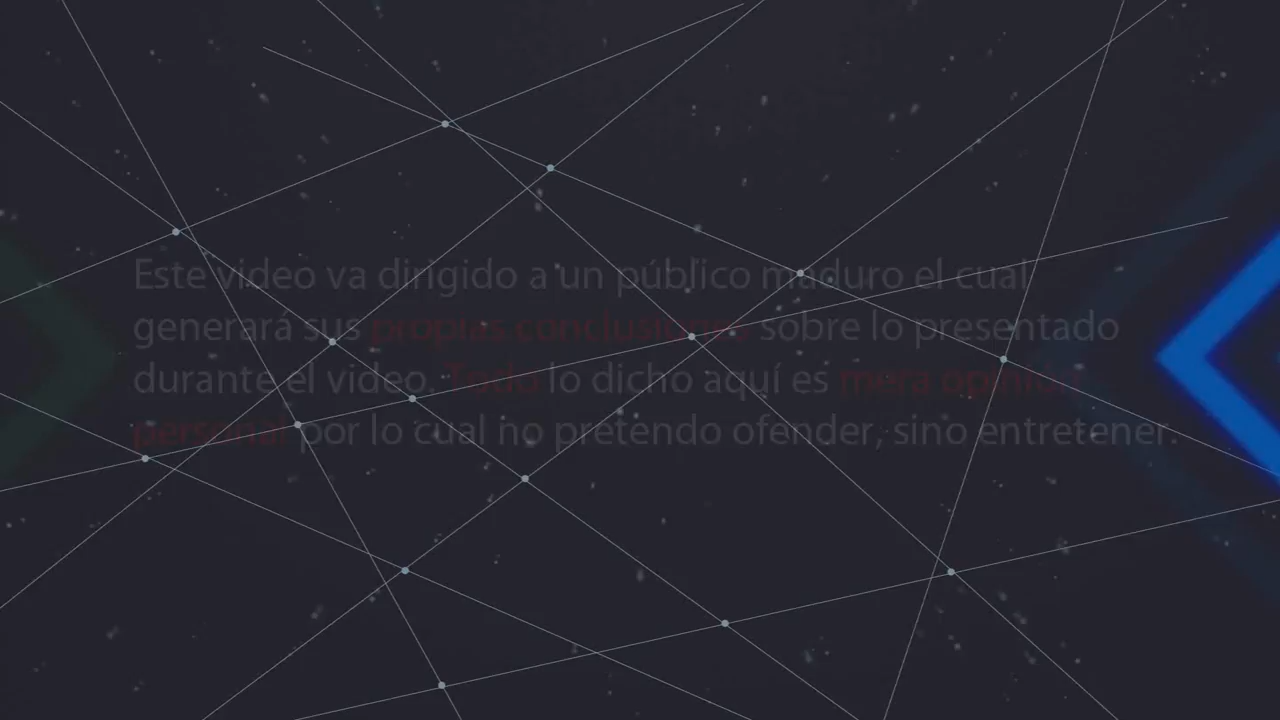 Este video va dirigido a un público maduro el cual
generará sus propias conclusiones sobre lo presentado
durante el video. Todo lo dicho aquí es mera opinión
personal por lo cual no pretendo ofender, sino entretener.